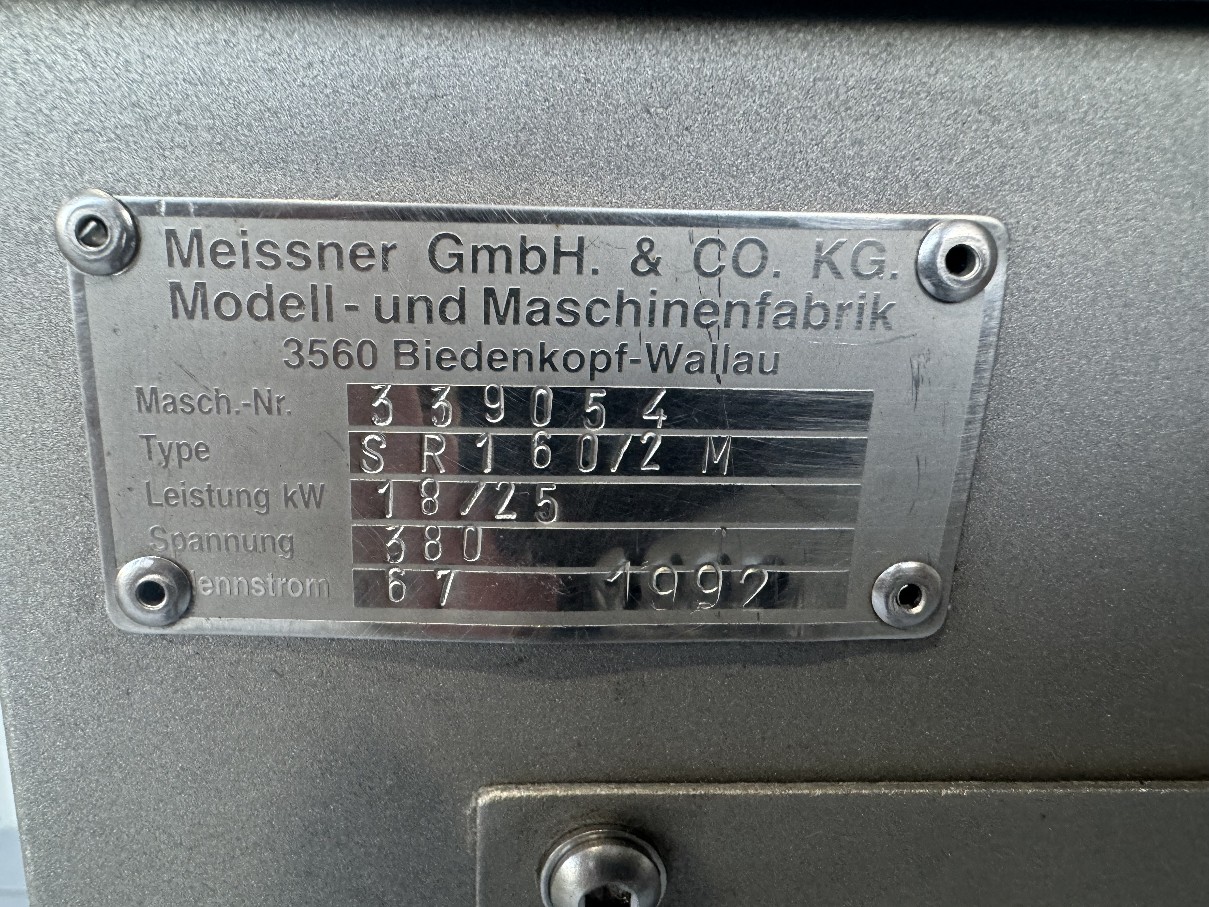 Meissner GmbH. & CO. KG.
Modell- und Maschinenfabrik
3560 Biedenkopf-Wallau
Masch.-Nr. 339054
Type SR160/2 M
Leistung kW 18/25
Spannung 380
ennstrom 67 1992